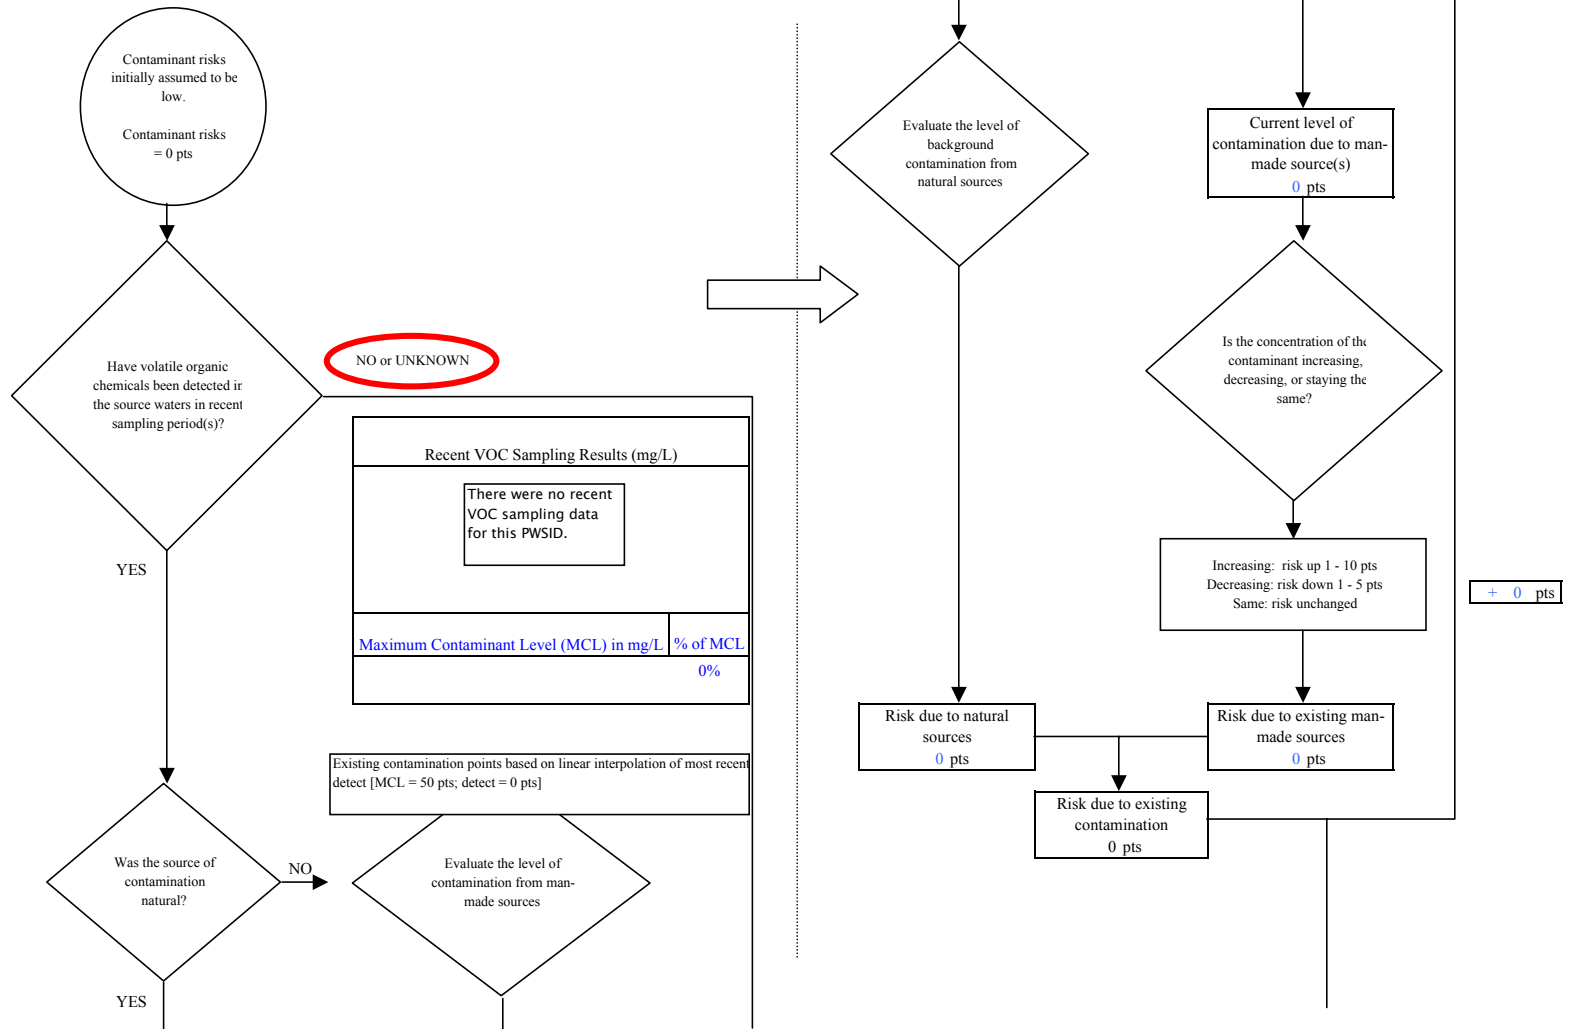 Contaminant risks
initially assumed to be
low.
Contaminant risks
= 0 pts
Have volatile organic
chemicals been detected in
the source waters in recent
sampling period(s)?
NO or UNKNOWN
Recent VOC Sampling Results (mg/L)
There were no recent
VOC sampling data
for this PWSID.
Maximum Contaminant Level (MCL) in mg/L % of MCL
0%
YES
Existing contamination points based on linear interpolation of most recent
detect [MCL = 50 pts; detect = 0 pts]
Was the source of
contamination
natural?
NO
Evaluate the level of
contamination from man-
made sources
YES
Evaluate the level of
background
contamination from
natural sources
Current level of
contamination due to man-
made source(s)
0 pts
Is the concentration of the
contaminant increasing,
decreasing, or staying the
same?
Increasing: risk up 1 - 10 pts
Decreasing: risk down 1 - 5 pts
Same: risk unchanged
+ 0 pts
Risk due to natural
sources
0 pts
Risk due to existing man-
made sources
0 pts
Risk due to existing
contamination
0 pts